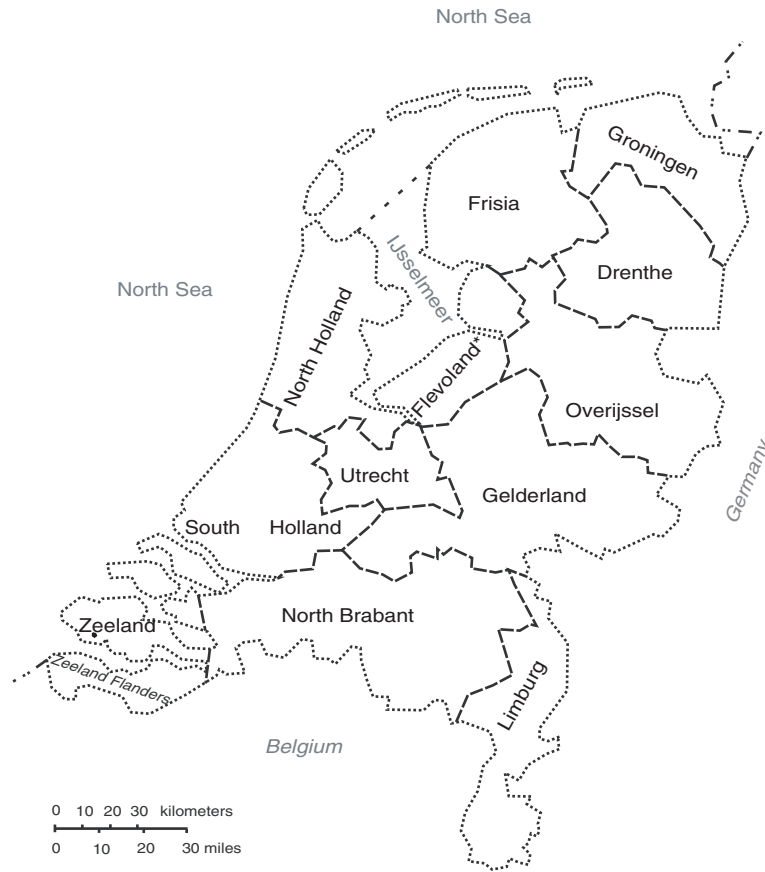 North Sea
Groningen
Frisia
IJsselmeer
Drenthe
North Sea
North Holland
Flevoland*
Overijssel
Germany
Utrecht
Gelderland
South Holland
Zeeland
North Brabant
Zeeland Flanders
Limburg
Belgium
0 10 20 30 kilometers
0 10 20 30 miles